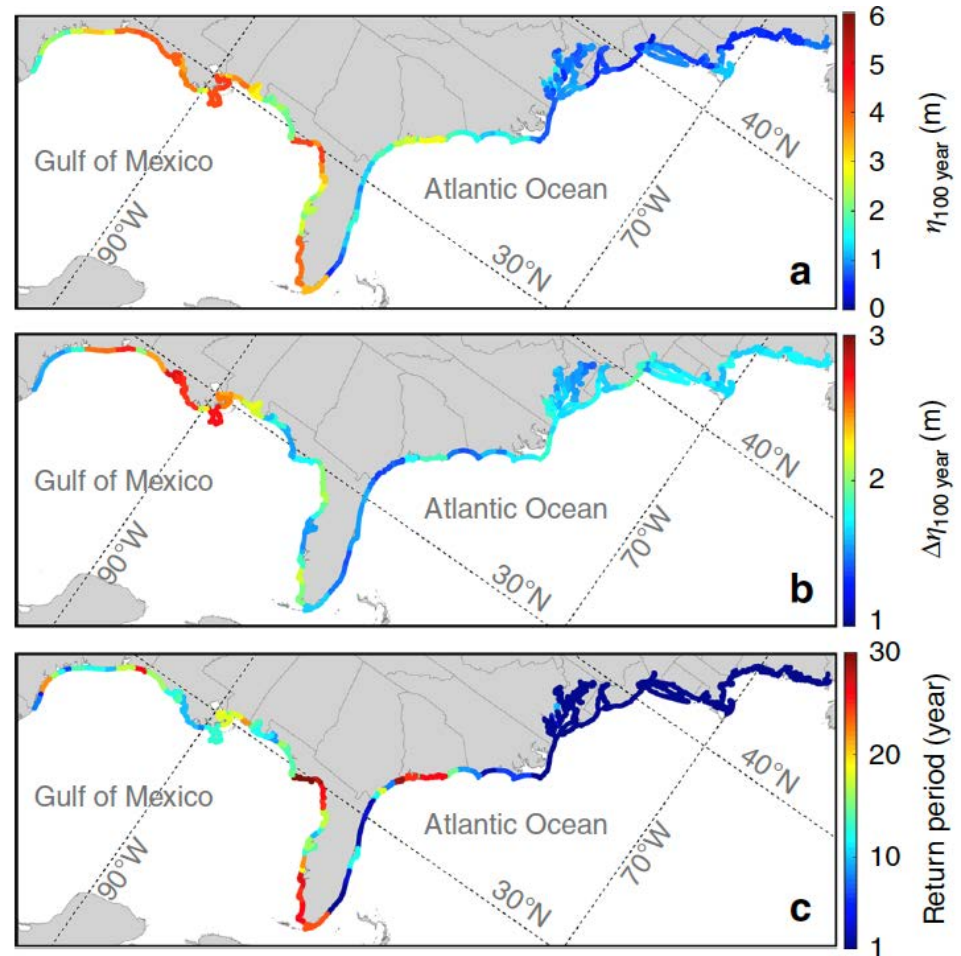 Gulf of Mexico
Atlantic Ocean
90°W
30°N
70°W
40°N
a
6
5
4
3
2
1
0
η100 year (m)
Gulf of Mexico
Atlantic Ocean
90°W
30°N
70°W
40°N
b
3
2
1
Δη100 year (m)
Gulf of Mexico
Atlantic Ocean
90°W
30°N
70°W
40°N
c
30
20
10
1
Return period (year)